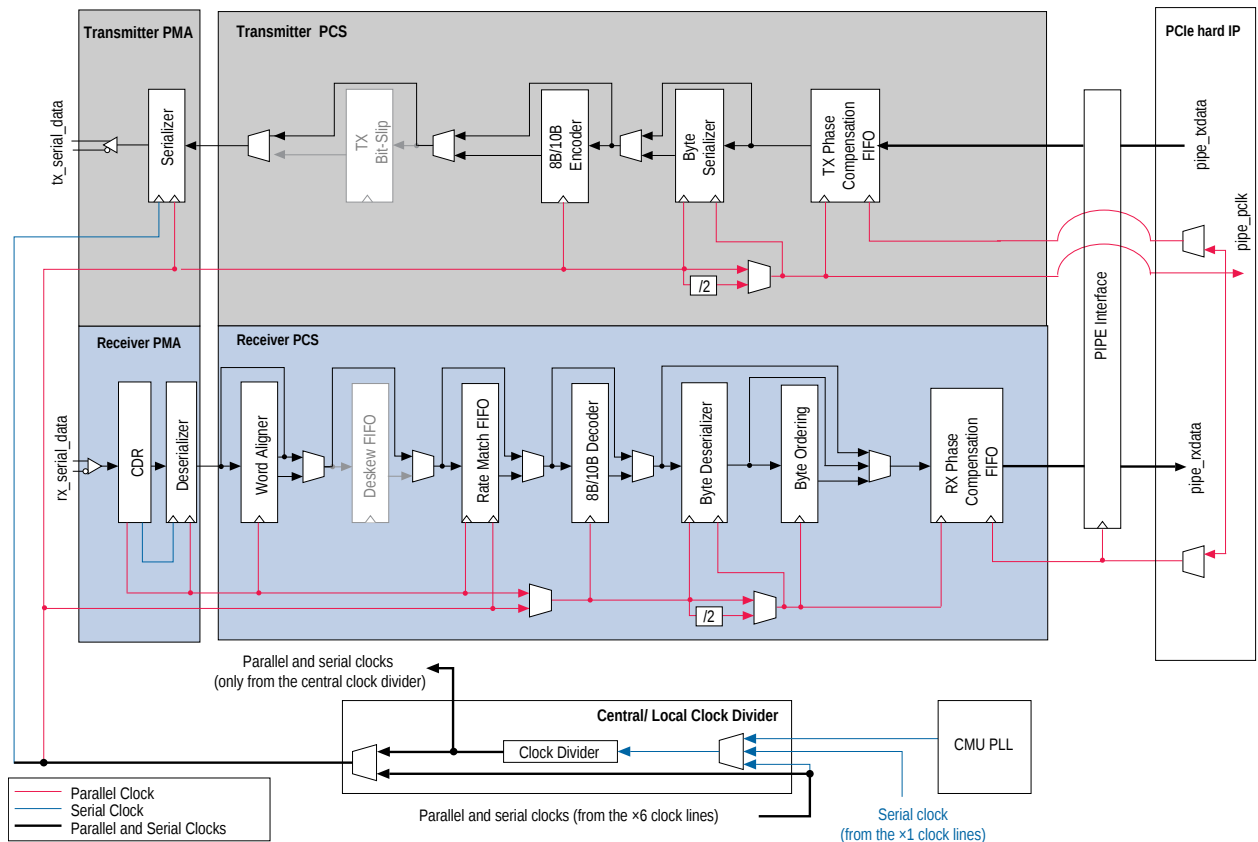 Transmitter PMA
Transmitter PCS
PCIe hard IP
tx_serial_data
Serializer
TX
Bit-Slip
8B/10B
Encoder
Byte
Serializer
TX Phase
Compensation
FIFO
pipe_txdata
pipe_pclk
/2
PIPE Interface
Receiver PMA
Receiver PCS
rx_serial_data
CDR
Deserializer
Word Aligner
Deskew FIFO
Rate Match FIFO
8B/10B Decoder
Byte Deserializer
Byte Ordering
RX Phase
Compensation
FIFO
pipe_rxdata
/2
Parallel and serial clocks
(only from the central clock divider)
Central/ Local Clock Divider
Clock Divider
CMU PLL
Parallel Clock
Serial Clock
Parallel and Serial Clocks
Parallel and serial clocks (from the ×6 clock lines)
Serial clock
(from the ×1 clock lines)